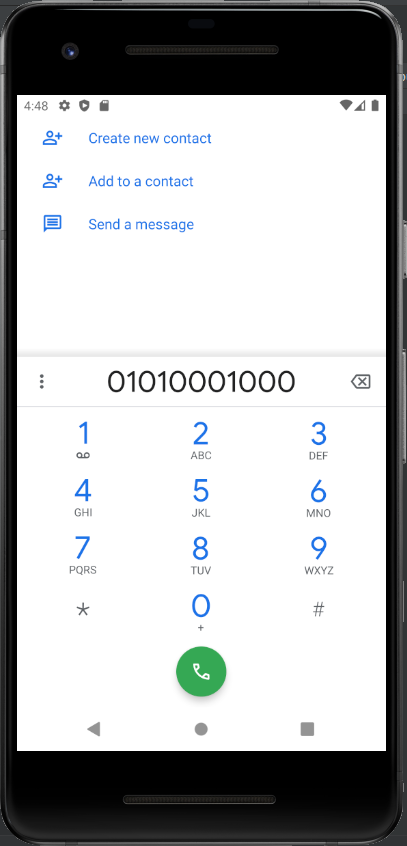 4:48
Create new contact
Add to a contact
Send a message
01010001000
1 2 3
ABC DEF
4 5 6
GHI JKL MNO
7 8 9
PQRS TUV WXYZ
* 0 #
+